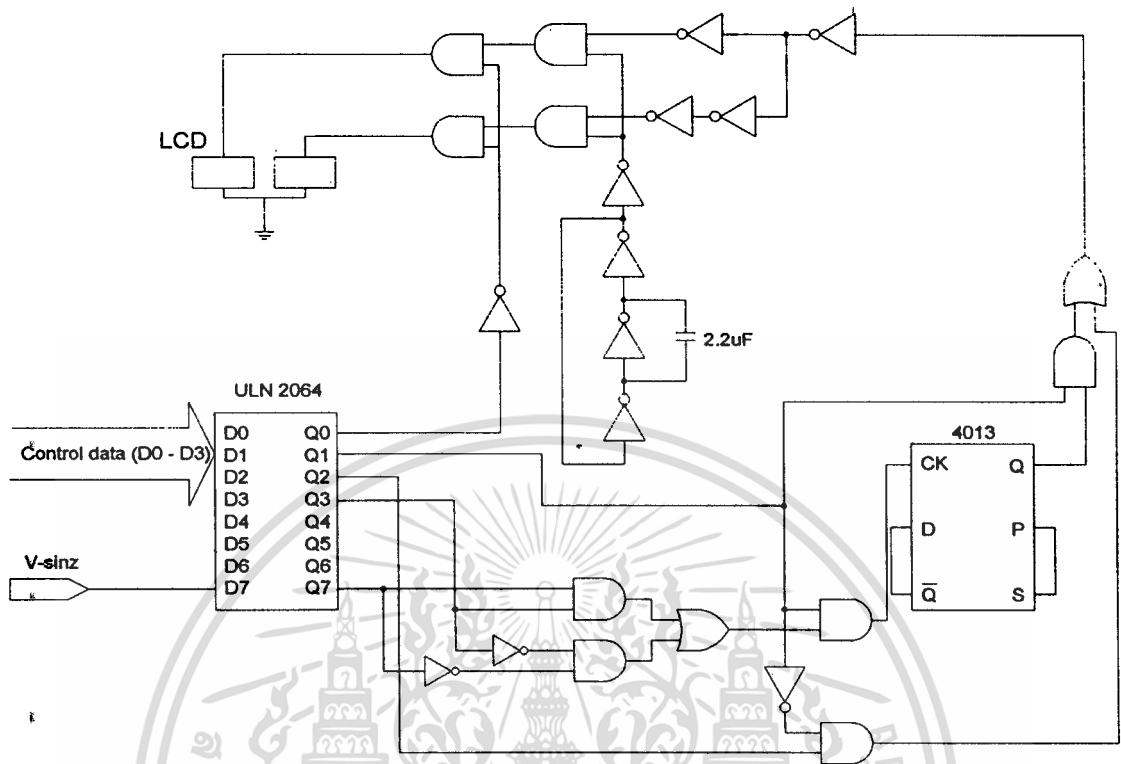 LCD
2.2uF
ULN 2064
Control data (D0 - D3)
D0 Q0
D1 Q1
D2 Q2
D3 Q3
D4 Q4
D5 Q5
D6 Q6
D7 Q7
V-sinz
4013
CK Q
D P
Q̅ S